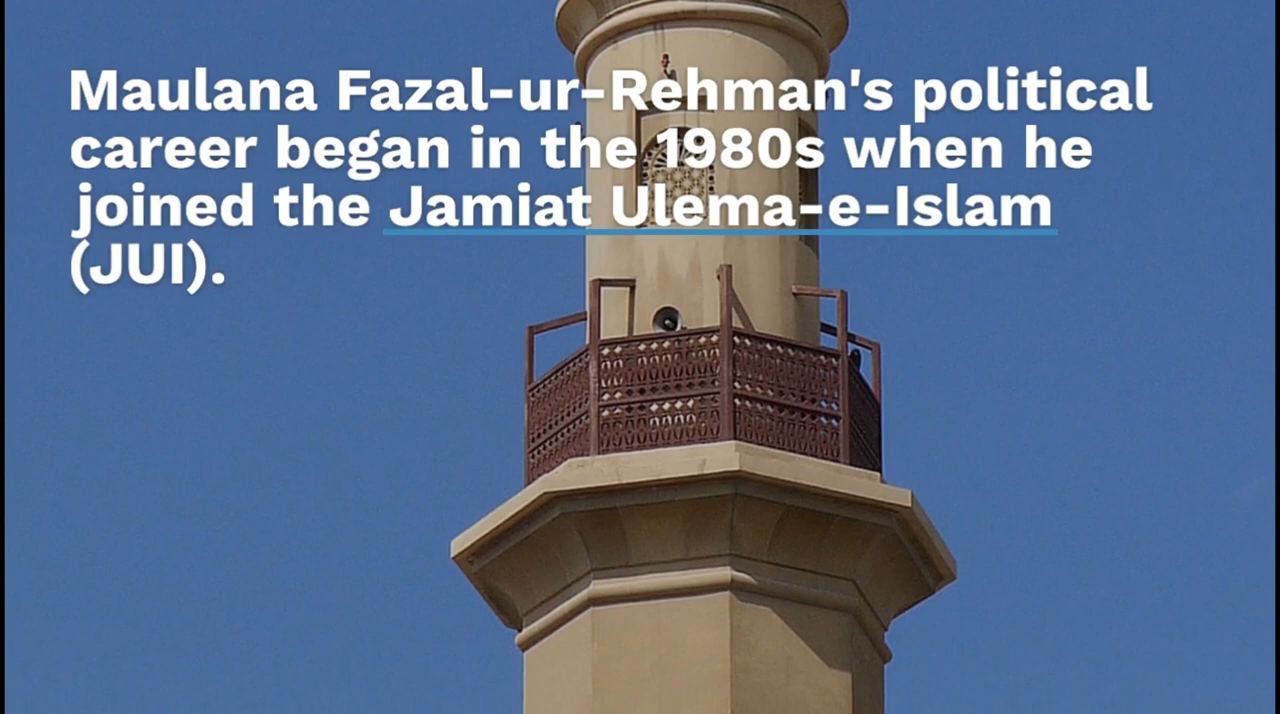 Maulana Fazal-ur-Rehman's political
career began in the 1980s when he
joined the Jamiat Ulema-e-Islam
(JUI).